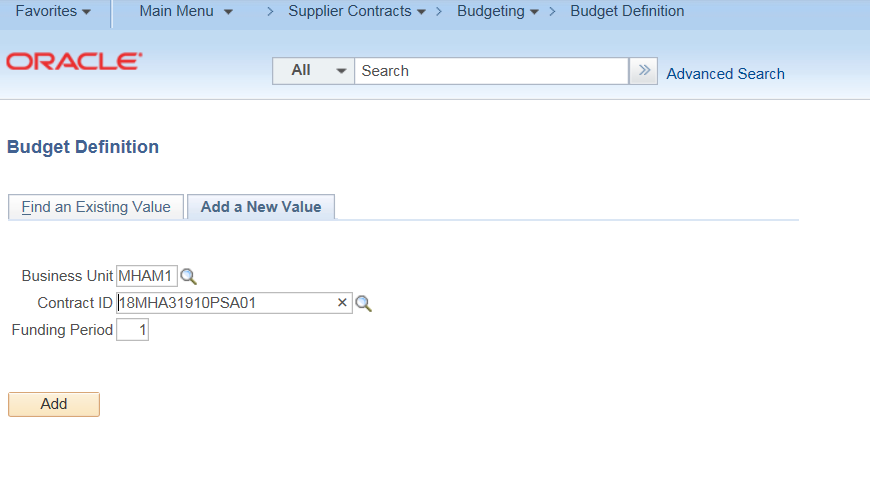 Favorites Main Menu > Supplier Contracts > Budgeting > Budget Definition
ORACLE®
All Search » Advanced Search
Budget Definition
Find an Existing Value Add a New Value
Business Unit MHAM1
Contract ID 18MHA31910PSA01 ×
Funding Period 1
Add